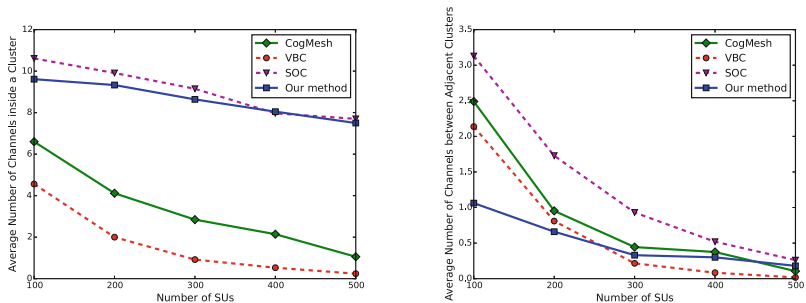 Average Number of Channels inside a Cluster
12
10
8
6
4
2
0
100 200 300 400 500
Number of SUs
CogMesh
VBC
SOC
Our method
Average Number of Channels between Adjacent Clusters
3.5
3.0
2.5
2.0
1.5
1.0
0.5
0.0
100 200 300 400 500
Number of SUs
CogMesh
VBC
SOC
Our method